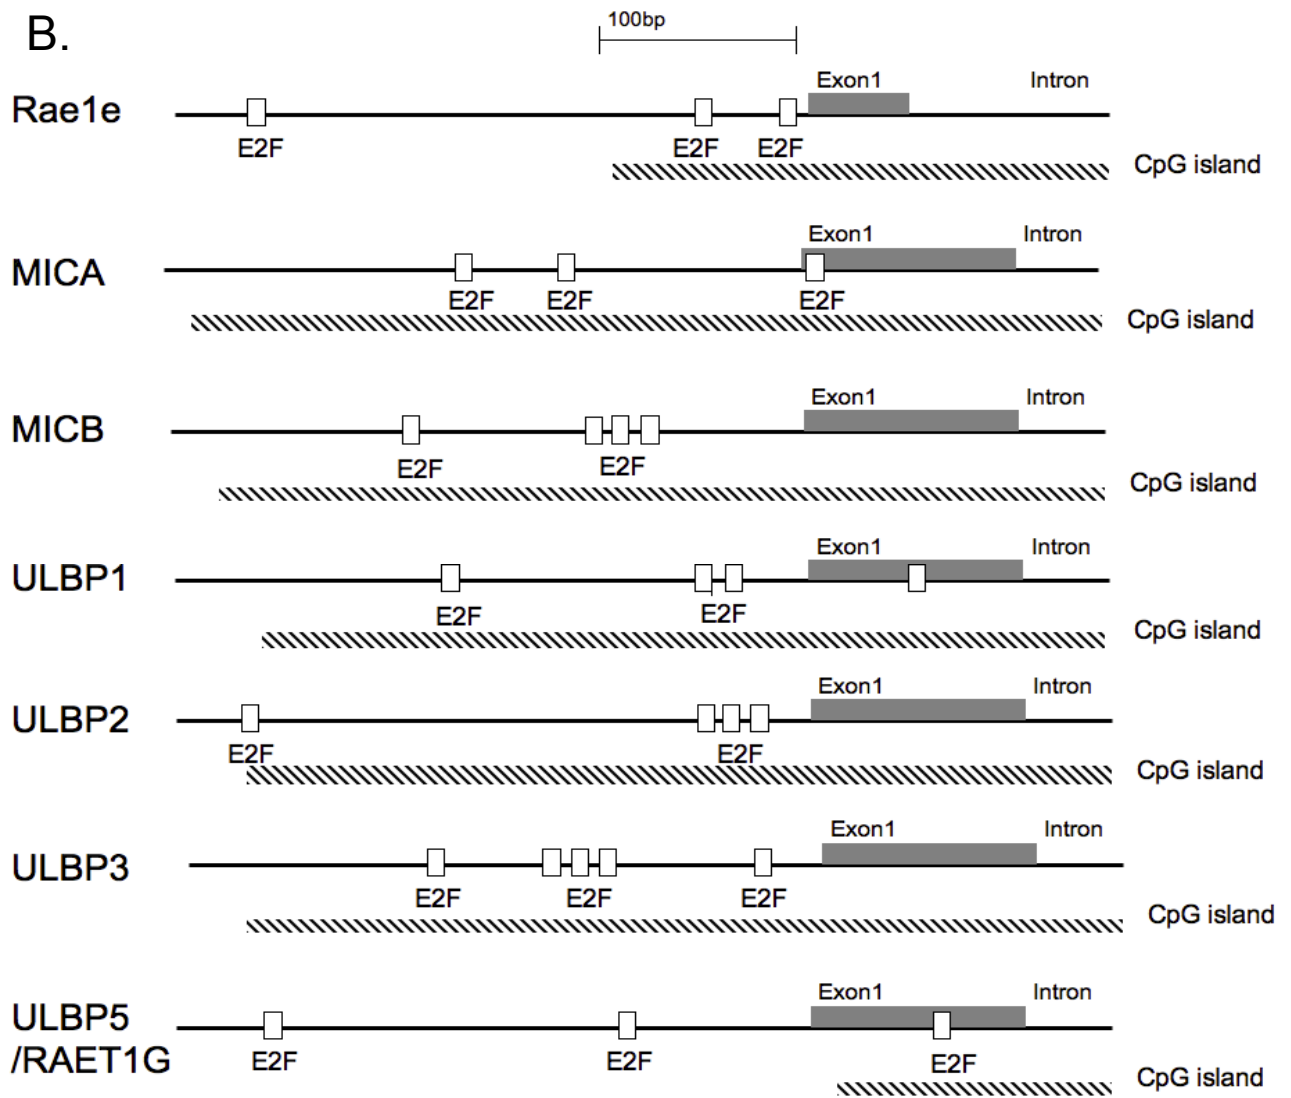 B.
100bp
Exon1 Intron
Rae1e
E2F E2F E2F
CpG island
Exon1 Intron
MICA
E2F E2F E2F
CpG island
Exon1 Intron
MICB
E2F E2F
CpG island
Exon1 Intron
ULBP1
E2F E2F
CpG island
Exon1 Intron
ULBP2
E2F E2F
CpG island
Exon1 Intron
ULBP3
E2F E2F E2F
CpG island
Exon1 Intron
ULBP5
/RAET1G
E2F E2F E2F
CpG island